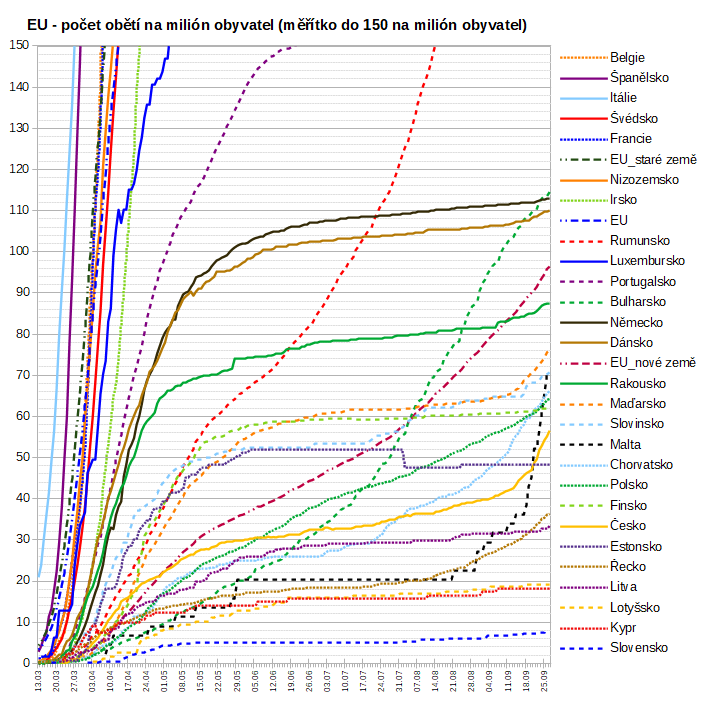 EU - počet obětí na milión obyvatel (měřítko do 150 na milión obyvatel)
150
140
130
120
110
100
90
80
70
60
50
40
30
20
10
0
13.03 20.03 27.03 03.04 10.04 17.04 24.04 01.05 08.05 15.05 22.05 29.05 05.06 12.06 19.06 26.06 03.07 10.07 17.07 24.07 31.07 07.08 14.08 21.08 28.08 04.09 11.09 18.09 25.09
Belgie
Španělsko
Itálie
Švédsko
Francie
EU_staré země
Nizozemsko
Irsko
EU
Rumunsko
Luxembursko
Portugalsko
Bulharsko
Německo
Dánsko
EU_nové země
Rakousko
Maďarsko
Slovinsko
Malta
Chorvatsko
Polsko
Finsko
Česko
Estonsko
Řecko
Litva
Lotyšsko
Kypr
Slovensko